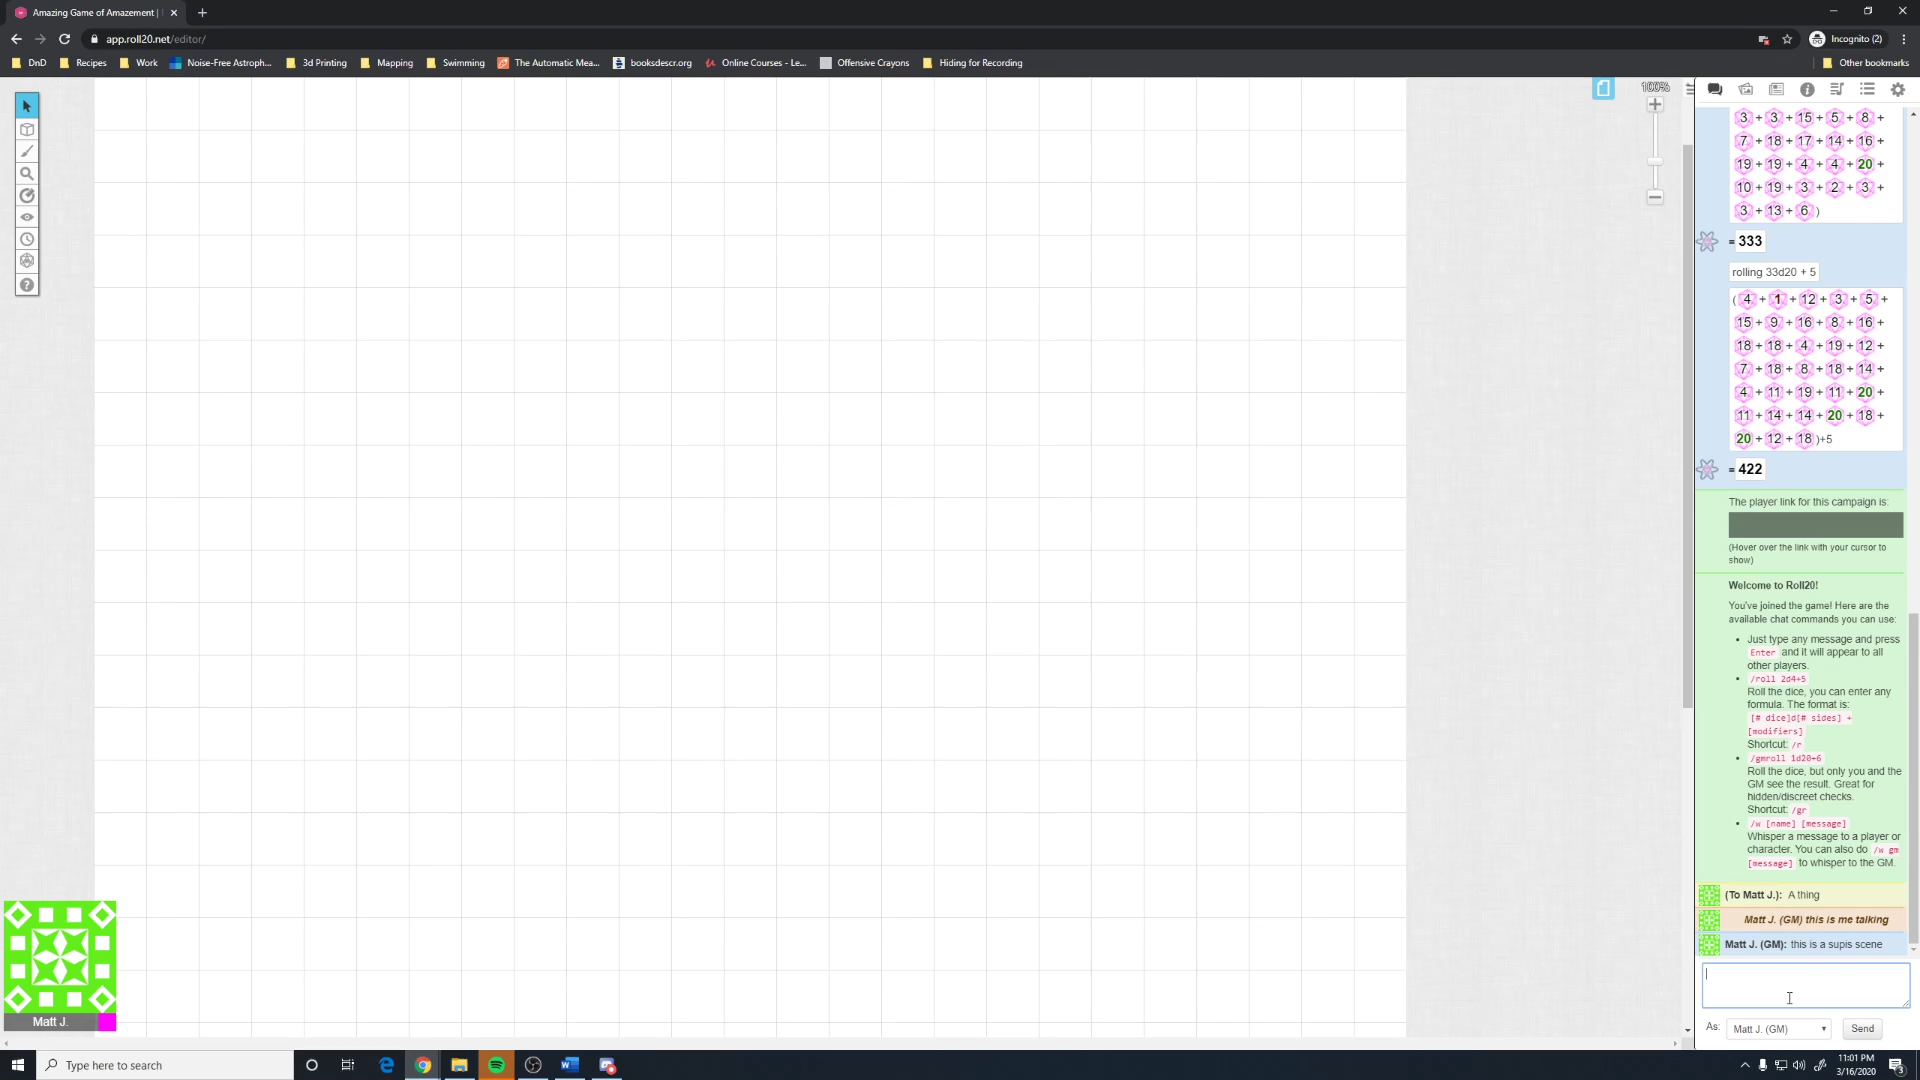 Amazing Game of Amazement |
app.roll20.net/editor/
Incognito (2)
DnD
Recipes
Work
Noise-Free Astroph...
3d Printing
Mapping
Swimming
The Automatic Mea...
booksdescr.org
Online Courses - Le...
Offensive Crayons
Hiding for Recording
Other bookmarks
100%
3 + 3 + 15 + 5 + 8 +
7 + 18 + 17 + 14 + 16 +
19 + 19 + 4 + 4 + 20 +
10 + 19 + 3 + 2 + 3 +
3 + 13 + 6 )
= 333
rolling 33d20 + 5
( 4 + 1 + 12 + 3 + 5 +
15 + 9 + 16 + 8 + 16 +
18 + 18 + 4 + 19 + 12 +
7 + 18 + 8 + 18 + 14 +
4 + 11 + 19 + 11 + 20 +
11 + 14 + 14 + 20 + 18 +
20 + 12 + 18 )+5
= 422
The player link for this campaign is:
(Hover over the link with your cursor to
show)
Welcome to Roll20!
You've joined the game! Here are the
available chat commands you can use:
• Just type any message and press
Enter and it will appear to all
other players.
• /roll 2d4+5
Roll the dice, you can enter any
formula. The format is:
[# dice]d[# sides] +
[modifiers]
Shortcut: /r
• /gmroll 1d20+6
Roll the dice, but only you and the
GM see the result. Great for
hidden/discreet checks.
Shortcut: /gr
• /w [name] [message]
Whisper a message to a player or
character. You can also do /w gm
[message] to whisper to the GM.
(To Matt J.): A thing
Matt J. (GM) this is me talking
Matt J. (GM): this is a supis scene
As: Matt J. (GM) Send
Matt J.
Type here to search
11:01 PM
3/16/2020
3